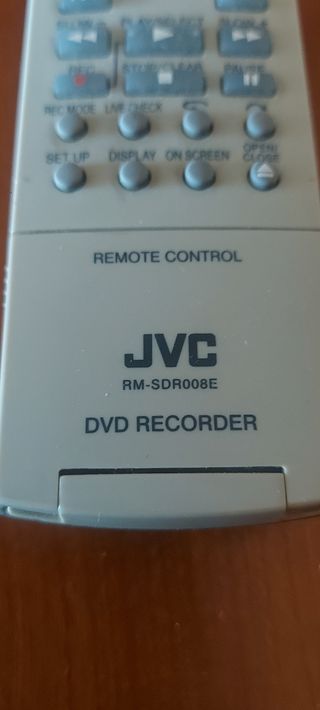 SLOW - PLAY/SELECT SLOW +
REC STOP/CLEAR PAUSE
REC MODE LIVE CHECK
SET UP DISPLAY ON SCREEN OPEN/
CLOSE
REMOTE CONTROL
JVC
RM-SDR008E
DVD RECORDER